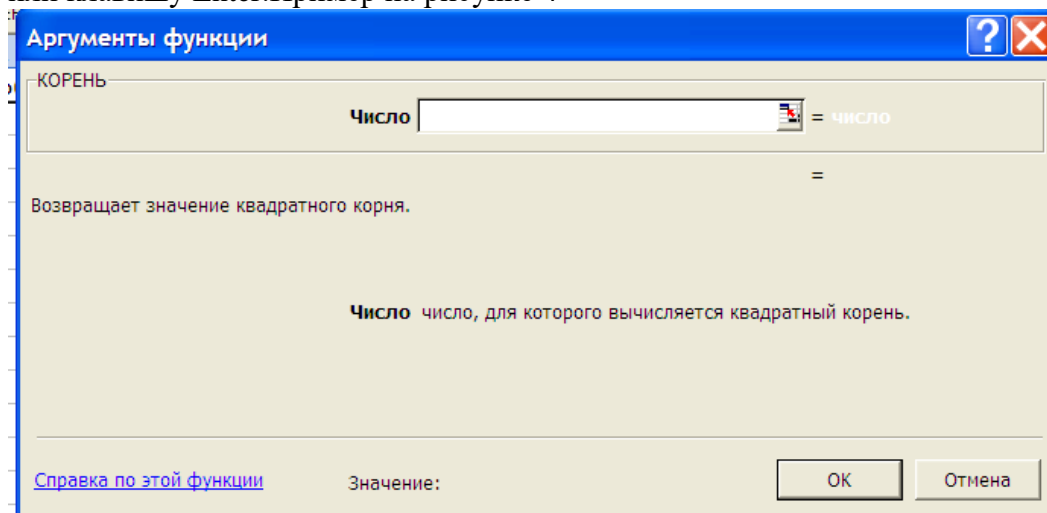 Аргументы функции
КОРЕНЬ
Число = число
=
Возвращает значение квадратного корня.
Число число, для которого вычисляется квадратный корень.
Справка по этой функции Значение: ОК Отмена